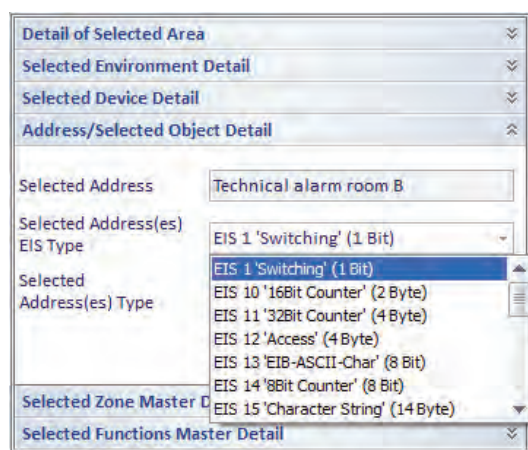 Detail of Selected Area
Selected Environment Detail
Selected Device Detail
Address/Selected Object Detail
Selected Address
Technical alarm room B
Selected Address(es)
EIS Type
EIS 1 'Switching' (1 Bit)
Selected
Address(es) Type
EIS 1 'Switching' (1 Bit)
EIS 10 '16Bit Counter' (2 Byte)
EIS 11 '32Bit Counter' (4 Byte)
EIS 12 'Access' (4 Byte)
EIS 13 'EIB-ASCII-Char' (8 Bit)
EIS 14 '8Bit Counter' (8 Bit)
EIS 15 'Character String' (14 Byte)
Selected Zone Master D
Selected Functions Master Detail